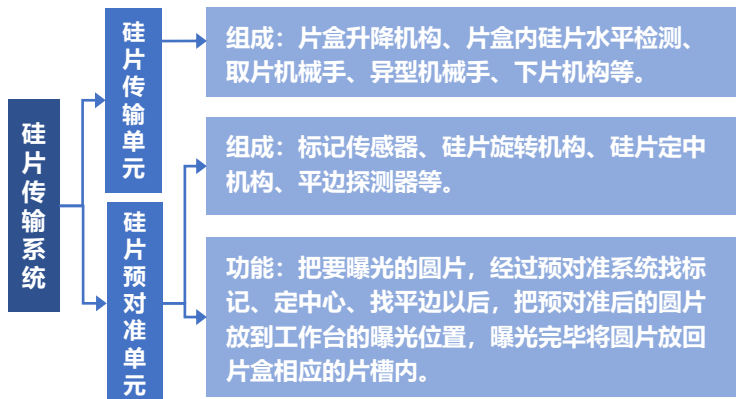 硅片传输系统
硅片传输单元
组成：片盒升降机构、片盒内硅片水平检测、
取片机械手、异型机械手、下片机构等。
硅片预对准单元
组成：标记传感器、硅片旋转机构、硅片定中
机构、平边探测器等。
功能：把要曝光的圆片，经过预对准系统找标
记、定中心、找平边以后，把预对准后的圆片
放到工作台的曝光位置，曝光完毕将圆片放回
片盒相应的片槽内。